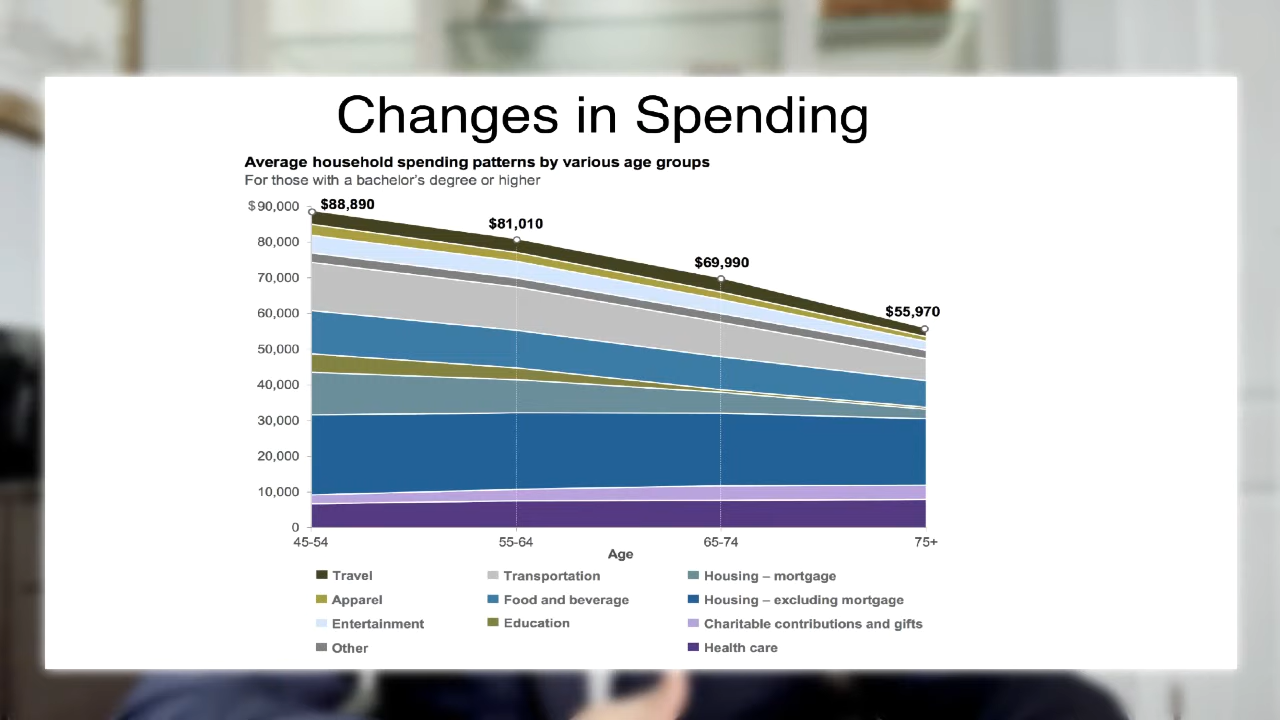 Changes in Spending
Average household spending patterns by various age groups
For those with a bachelor's degree or higher
$90,000
80,000
70,000
60,000
50,000
40,000
30,000
20,000
10,000
0
$88,890
$81,010
$69,990
$55,970
45-54 55-64 65-74 75+
Age
Travel Transportation Housing – mortgage
Apparel Food and beverage Housing – excluding mortgage
Entertainment Education Charitable contributions and gifts
Other Health care